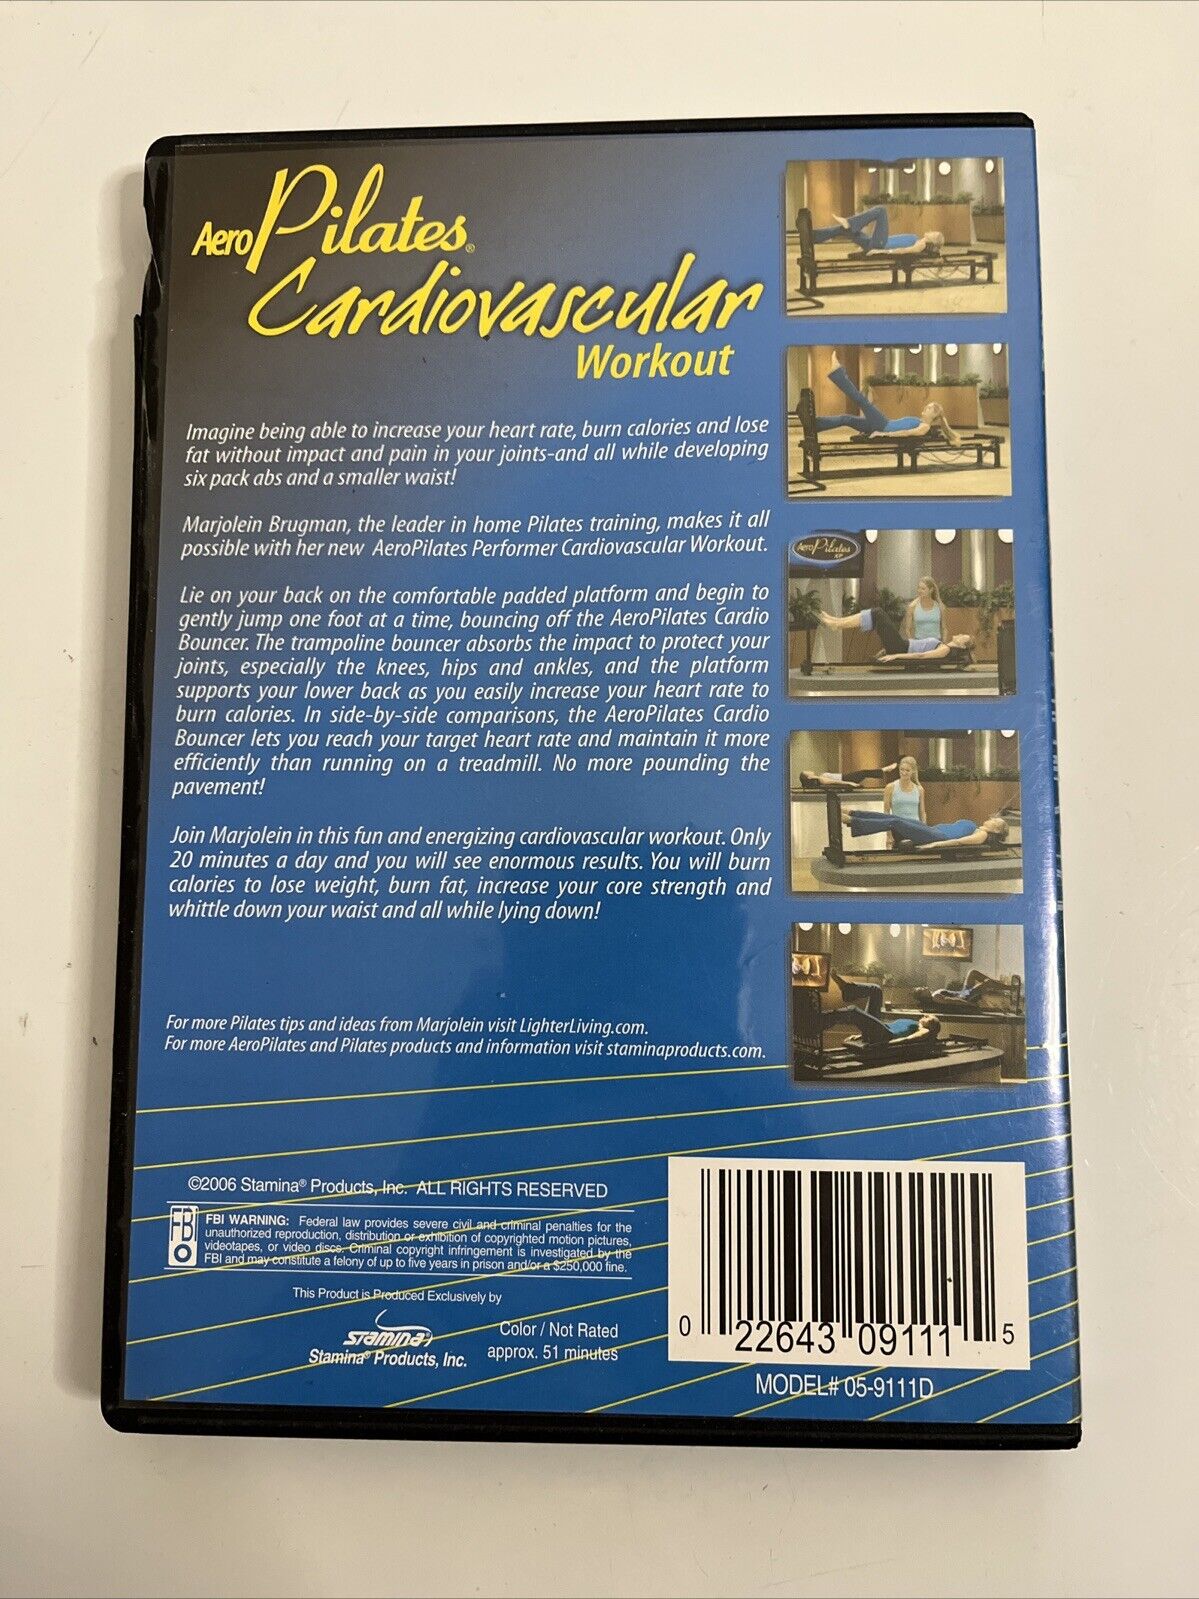 AeroPilates®
Cardiovascular
Workout
Imagine being able to increase your heart rate, burn calories and lose
fat without impact and pain in your joints-and all while developing
six pack abs and a smaller waist!
Marjolein Brugman, the leader in home Pilates training, makes it all
possible with her new AeroPilates Performer Cardiovascular Workout.
Lie on your back on the comfortable padded platform and begin to
gently jump one foot at a time, bouncing off the AeroPilates Cardio
Bouncer. The trampoline bouncer absorbs the impact to protect your
joints, especially the knees, hips and ankles, and the platform
supports your lower back as you easily increase your heart rate to
burn calories. In side-by-side comparisons, the AeroPilates Cardio
Bouncer lets you reach your target heart rate and maintain it more
efficiently than running on a treadmill. No more pounding the
pavement!
Join Marjolein in this fun and energizing cardiovascular workout. Only
20 minutes a day and you will see enormous results. You will burn
calories to lose weight, burn fat, increase your core strength and
whittle down your waist and all while lying down!
For more Pilates tips and ideas from Marjolein visit LighterLiving.com.
For more AeroPilates and Pilates products and information visit staminaproducts.com.
AeroPilates
XP
©2006 Stamina® Products, Inc. ALL RIGHTS RESERVED
FBI
FBI WARNING: Federal law provides severe civil and criminal penalties for the
unauthorized reproduction, distribution or exhibition of copyrighted motion pictures,
videotapes, or video discs. Criminal copyright infringement is investigated by the
FBI and may constitute a felony of up to five years in prison and/or a $250,000 fine.
This Product is Produced Exclusively by
STAMINA®
Stamina® Products, Inc.
Color / Not Rated
approx. 51 minutes
0 22643 09111 5
MODEL# 05-9111D